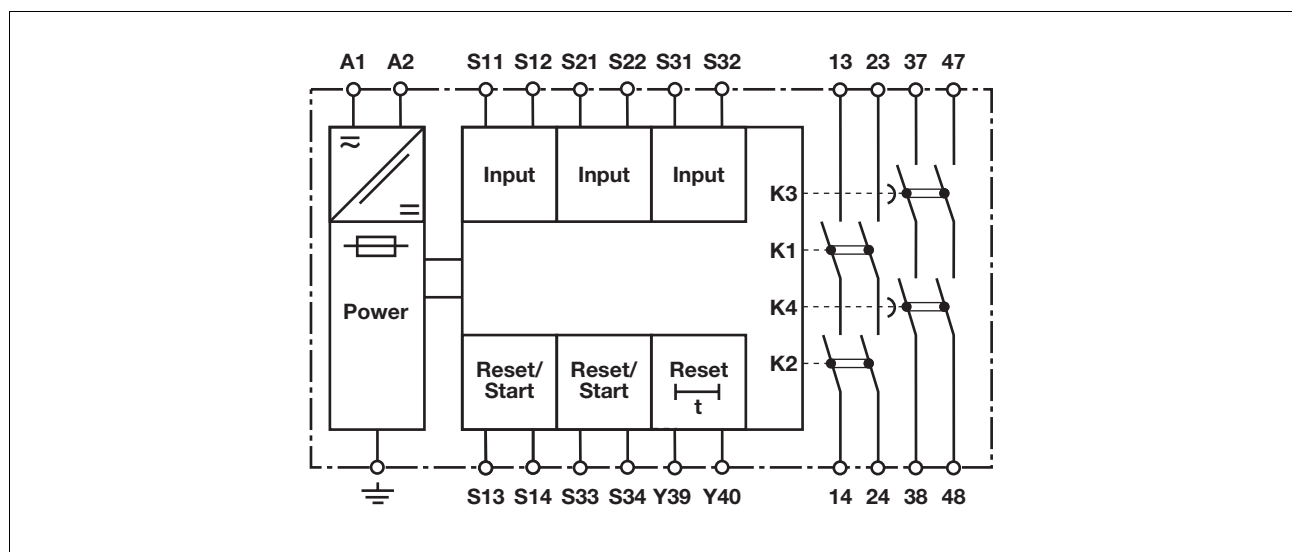 A1 A2 S11 S12 S21 S22 S31 S32 13 23 37 47
Input Input Input
K3
K1
K4
Power
K2
Reset/ Start
Reset/ Start
Reset
t
S13 S14 S33 S34 Y39 Y40 14 24 38 48